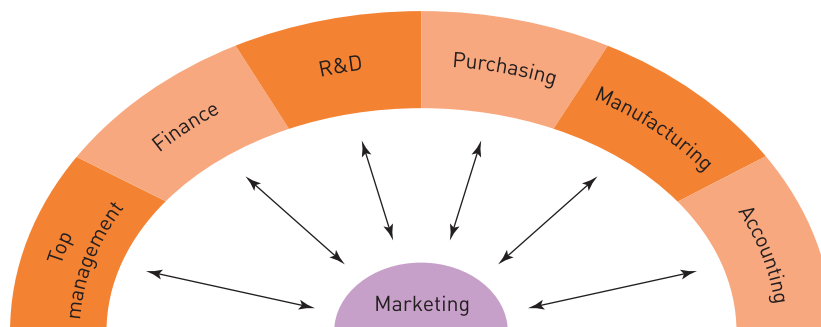 Top
management
Finance
R&D
Purchasing
Manufacturing
Accounting
Marketing